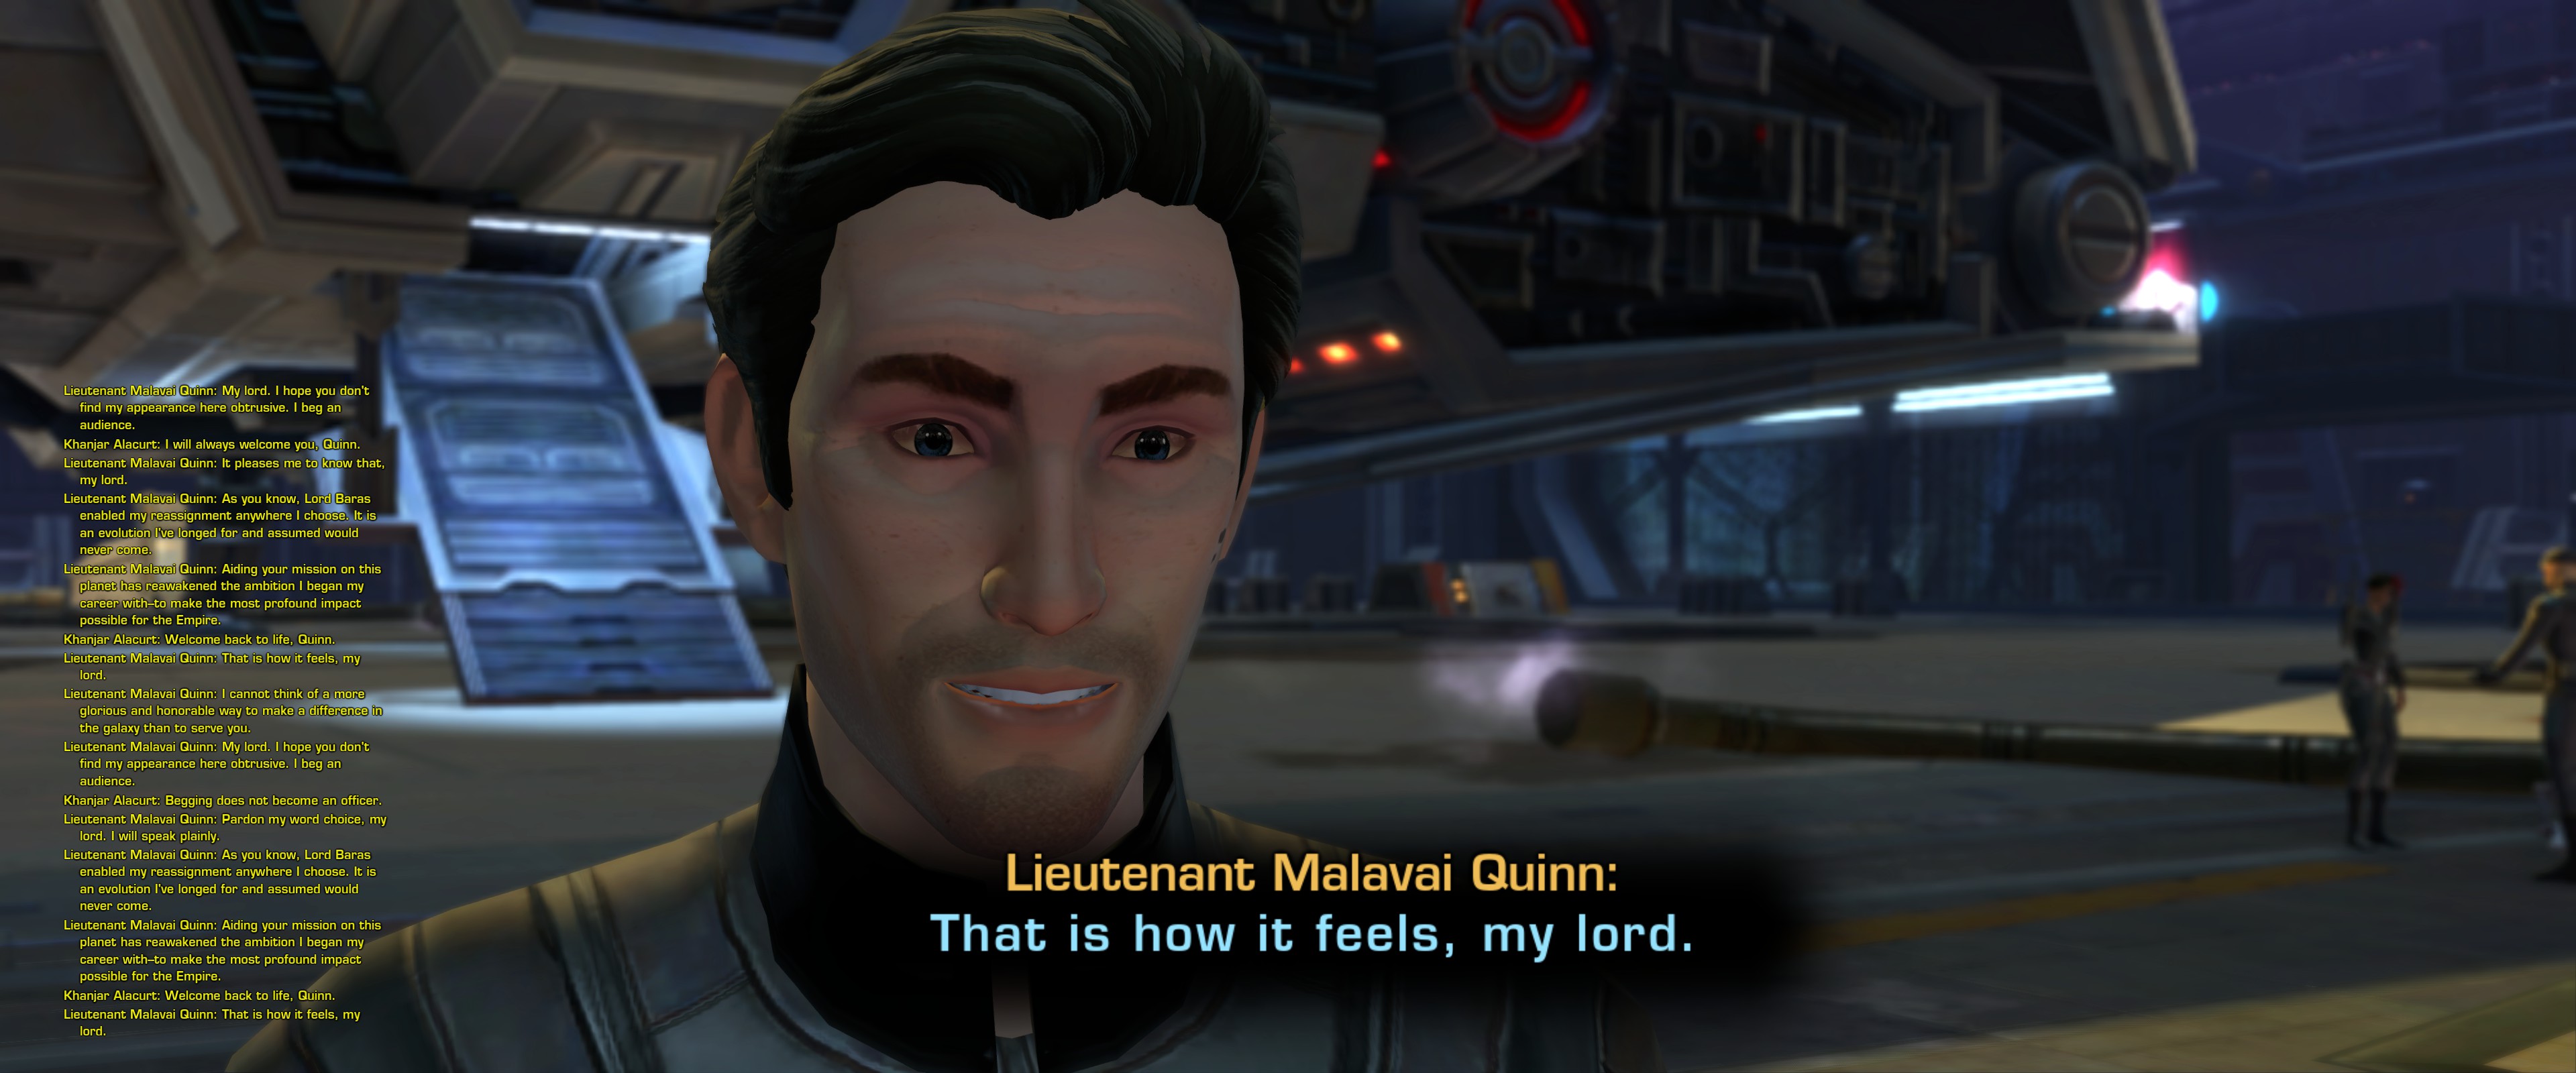 Lieutenant Malavai Quinn: My lord. I hope you don't
find my appearance here obtrusive. I beg an
audience.
Khanjar Alacurt: I will always welcome you, Quinn.
Lieutenant Malavai Quinn: It pleases me to know that,
my lord.
Lieutenant Malavai Quinn: As you know, Lord Baras
enabled my reassignment anywhere I choose. It is
an evolution I've longed for and assumed would
never come.
Lieutenant Malavai Quinn: Aiding your mission on this
planet has reawakened the ambition I began my
career with–to make the most profound impact
possible for the Empire.
Khanjar Alacurt: Welcome back to life, Quinn.
Lieutenant Malavai Quinn: That is how it feels, my
lord.
Lieutenant Malavai Quinn: I cannot think of a more
glorious and honorable way to make a difference in
the galaxy than to serve you.
Lieutenant Malavai Quinn: My lord. I hope you don't
find my appearance here obtrusive. I beg an
audience.
Khanjar Alacurt: Begging does not become an officer.
Lieutenant Malavai Quinn: Pardon my word choice, my
lord. I will speak plainly.
Lieutenant Malavai Quinn: As you know, Lord Baras
enabled my reassignment anywhere I choose. It is
an evolution I've longed for and assumed would
never come.
Lieutenant Malavai Quinn: Aiding your mission on this
planet has reawakened the ambition I began my
career with–to make the most profound impact
possible for the Empire.
Khanjar Alacurt: Welcome back to life, Quinn.
Lieutenant Malavai Quinn: That is how it feels, my
lord.
Lieutenant Malavai Quinn:
That is how it feels, my lord.